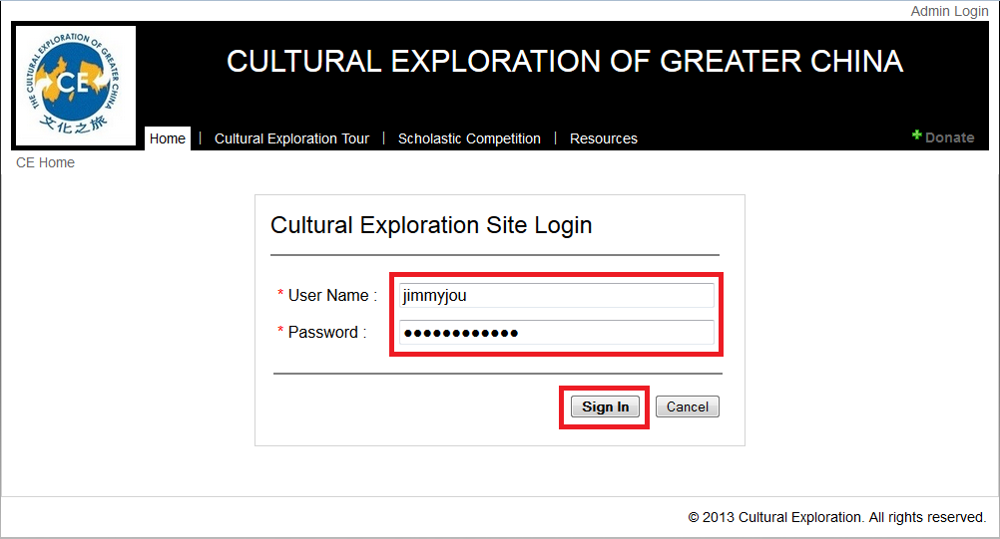 Admin Login
THE CULTURAL EXPLORATION OF GREATER CHINA
CE
文化之旅
CULTURAL EXPLORATION OF GREATER CHINA
Home | Cultural Exploration Tour | Scholastic Competition | Resources
Donate
CE Home
Cultural Exploration Site Login
* User Name : jimmyjou
* Password : ●●●●●●●●●●●●
Sign In Cancel
© 2013 Cultural Exploration. All rights reserved.